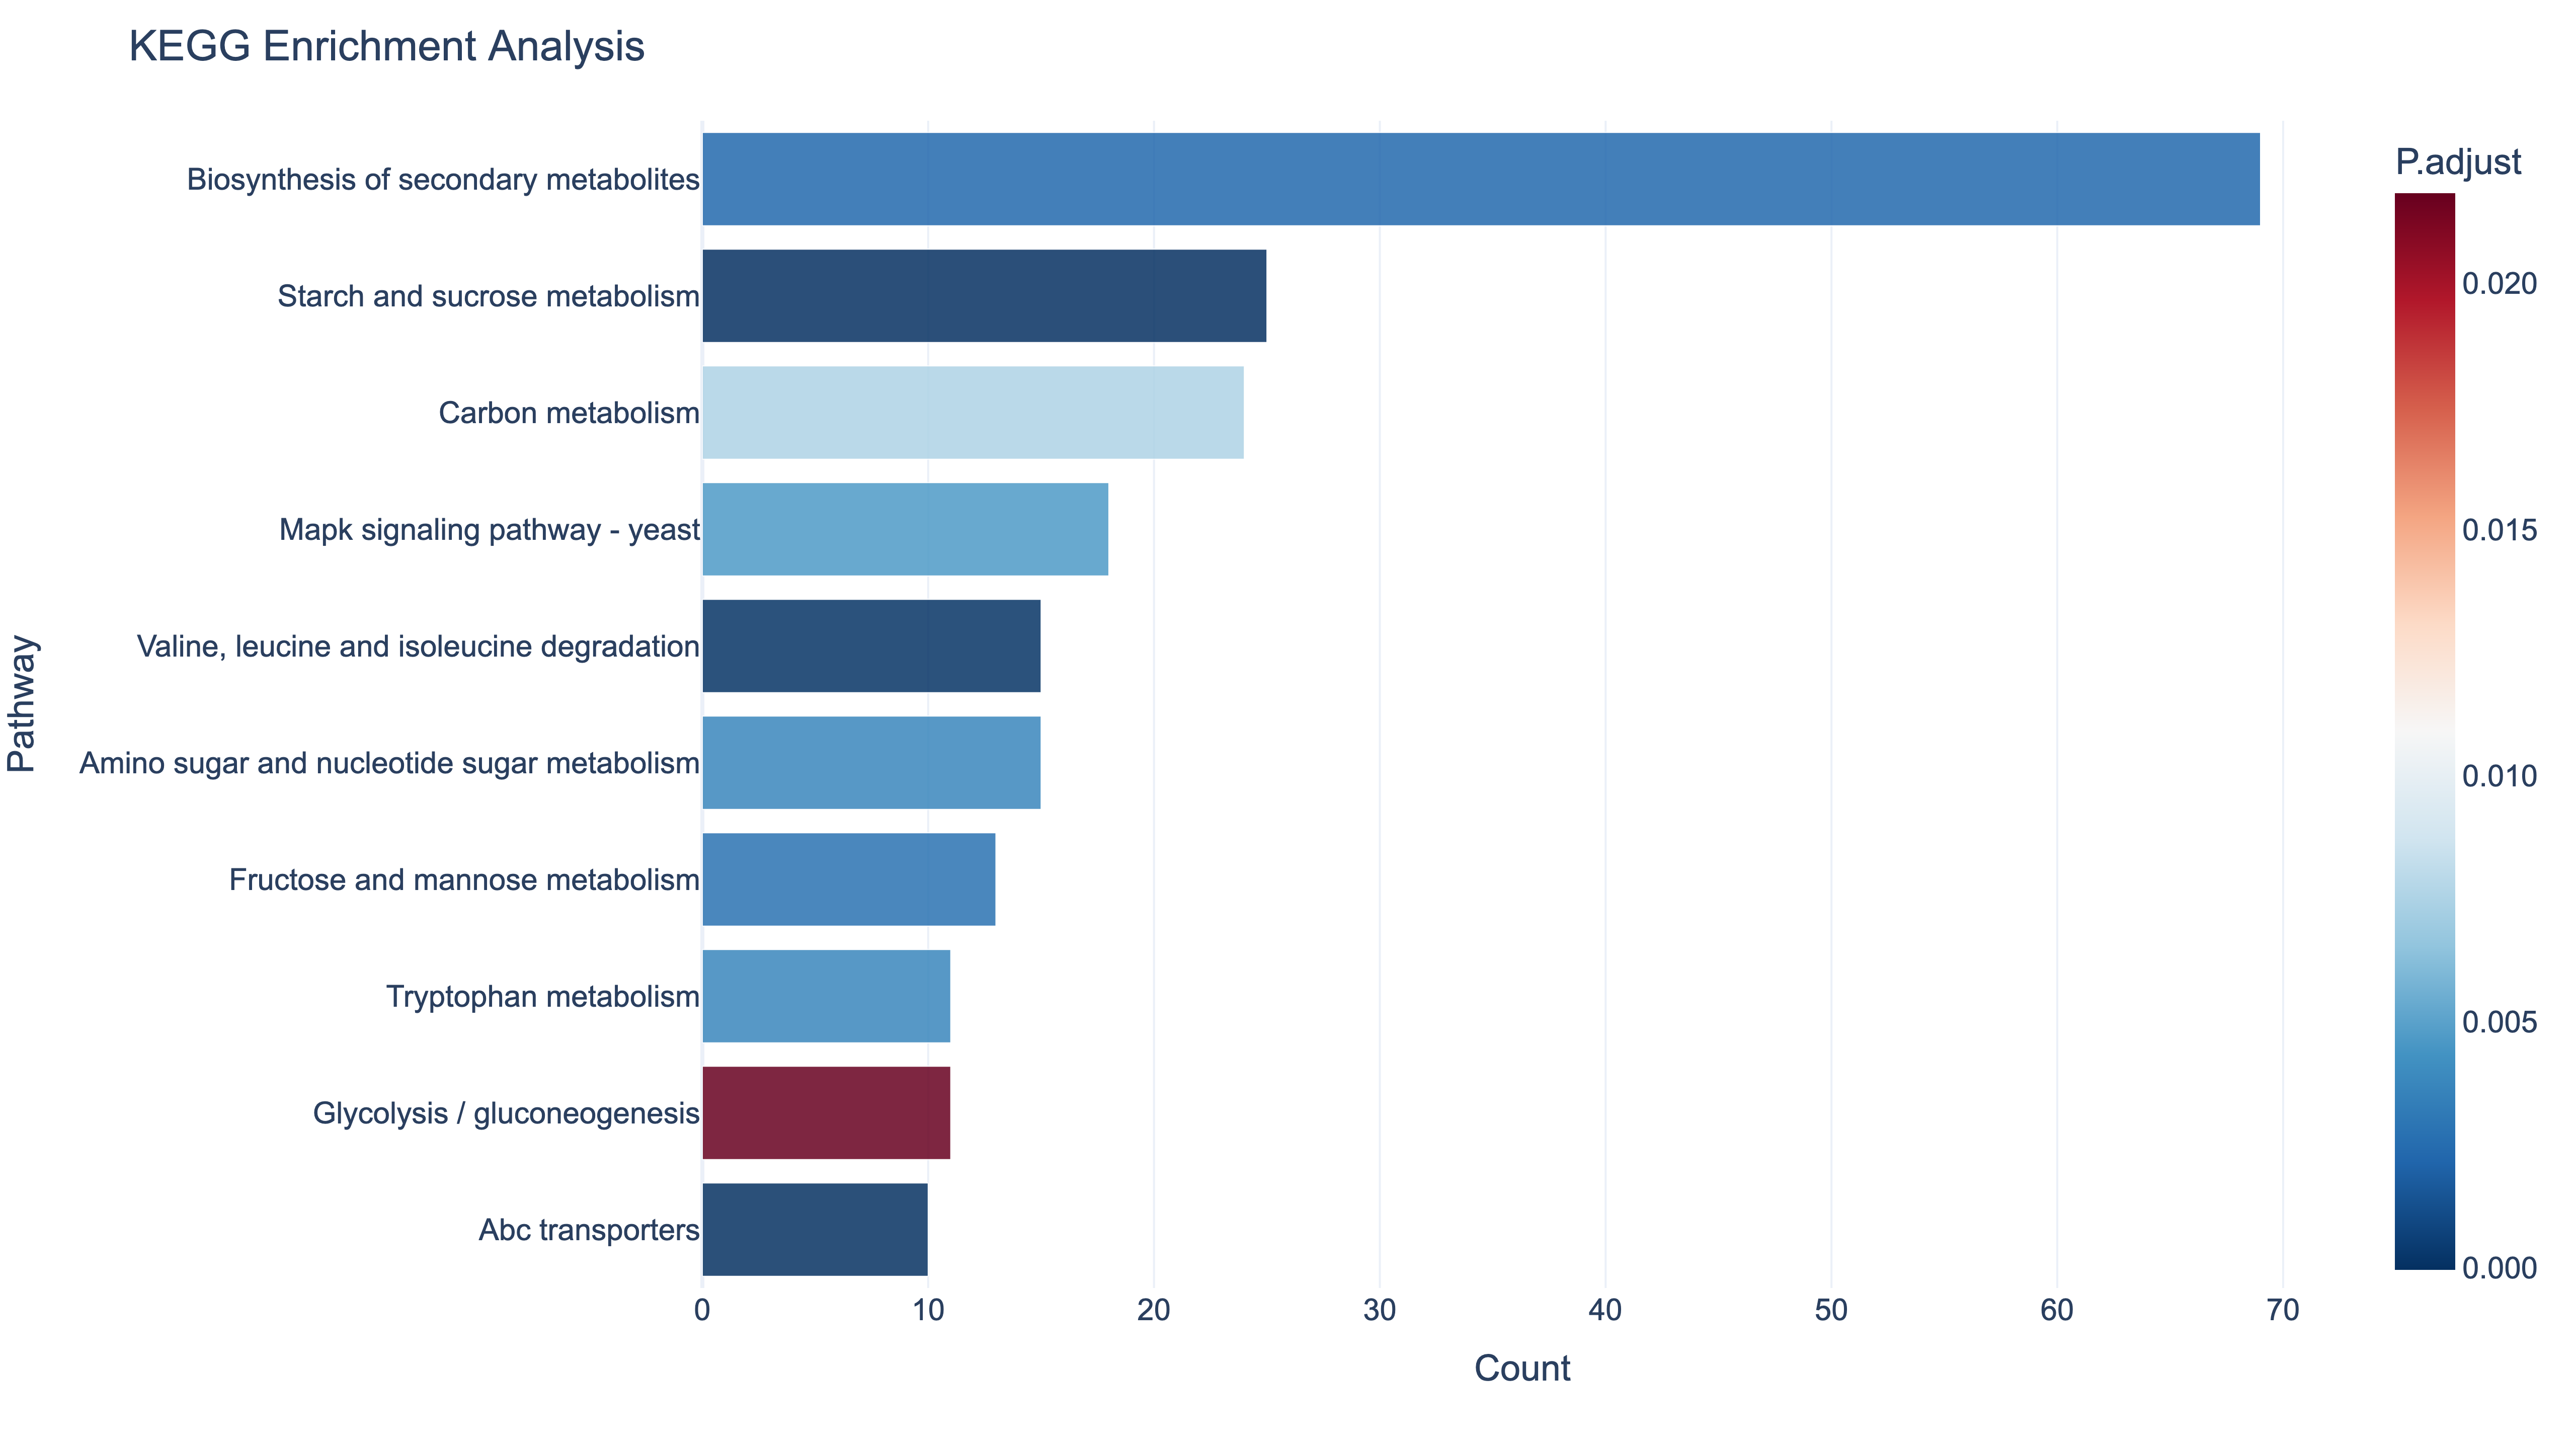 KEGG Enrichment Analysis
Pathway
Biosynthesis of secondary metabolites
Starch and sucrose metabolism
Carbon metabolism
Mapk signaling pathway - yeast
Valine, leucine and isoleucine degradation
Amino sugar and nucleotide sugar metabolism
Fructose and mannose metabolism
Tryptophan metabolism
Glycolysis / gluconeogenesis
Abc transporters
0 10 20 30 40 50 60 70
Count
P.adjust
0.020
0.015
0.010
0.005
0.000